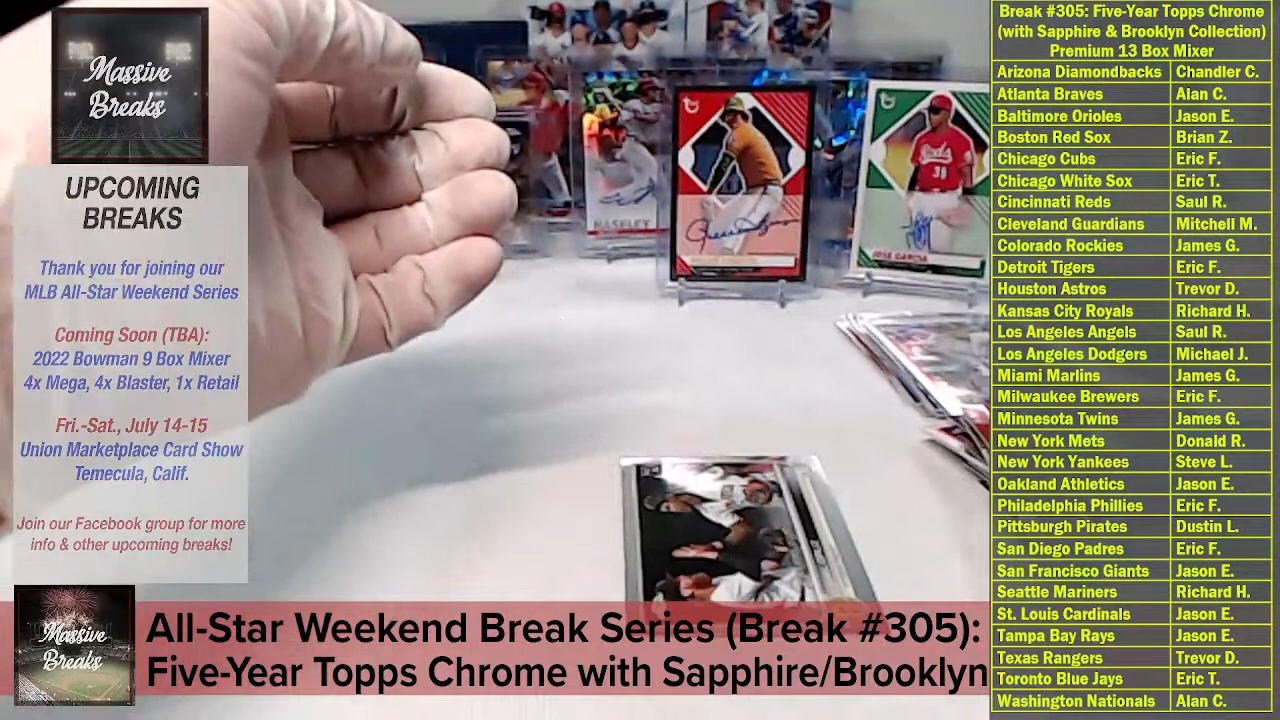 Massive
Breaks
UPCOMING
BREAKS
Thank you for joining our
MLB All-Star Weekend Series
Coming Soon (TBA):
2022 Bowman 9 Box Mixer
4x Mega, 4x Blaster, 1x Retail
Fri.-Sat., July 14-15
Union Marketplace Card Show
Temecula, Calif.
Join our Facebook group for more
info & other upcoming breaks!
HASELEY
Reds
38
JOSE GARCIA
Massive
Breaks
All-Star Weekend Break Series (Break #305):
Five-Year Topps Chrome with Sapphire/Brooklyn
Break #305: Five-Year Topps Chrome
(with Sapphire & Brooklyn Collection)
Premium 13 Box Mixer
Arizona Diamondbacks Chandler C.
Atlanta Braves Alan C.
Baltimore Orioles Jason E.
Boston Red Sox Brian Z.
Chicago Cubs Eric F.
Chicago White Sox Eric T.
Cincinnati Reds Saul R.
Cleveland Guardians Mitchell M.
Colorado Rockies James G.
Detroit Tigers Eric F.
Houston Astros Trevor D.
Kansas City Royals Richard H.
Los Angeles Angels Saul R.
Los Angeles Dodgers Michael J.
Miami Marlins James G.
Milwaukee Brewers Eric F.
Minnesota Twins James G.
New York Mets Donald R.
New York Yankees Steve L.
Oakland Athletics Jason E.
Philadelphia Phillies Eric F.
Pittsburgh Pirates Dustin L.
San Diego Padres Eric F.
San Francisco Giants Jason E.
Seattle Mariners Richard H.
St. Louis Cardinals Jason E.
Tampa Bay Rays Jason E.
Texas Rangers Trevor D.
Toronto Blue Jays Eric T.
Washington Nationals Alan C.